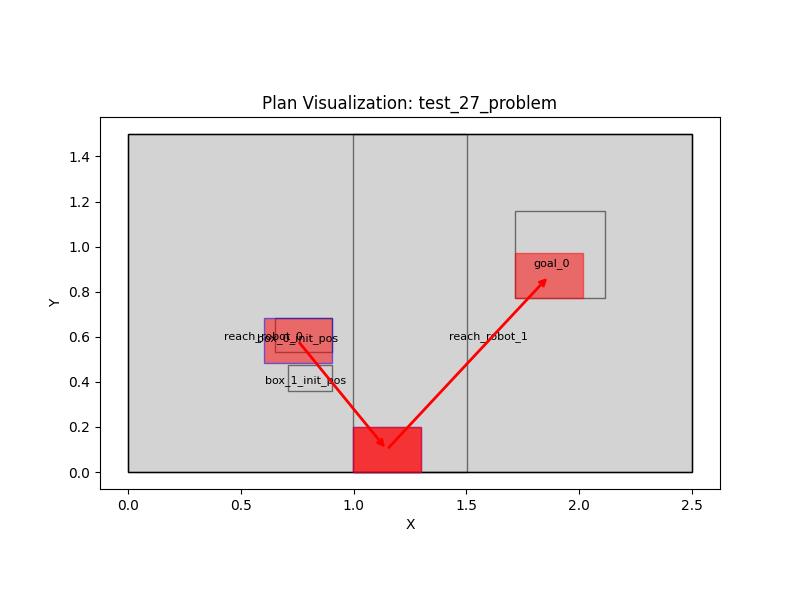 Plan Visualization: test_27_problem
Y
1.4
1.2
1.0
0.8
0.6
0.4
0.2
0.0
goal_0
reach_robot_0
box_0_init_pos
reach_robot_1
box_1_init_pos
0.0 0.5 1.0 1.5 2.0 2.5
X